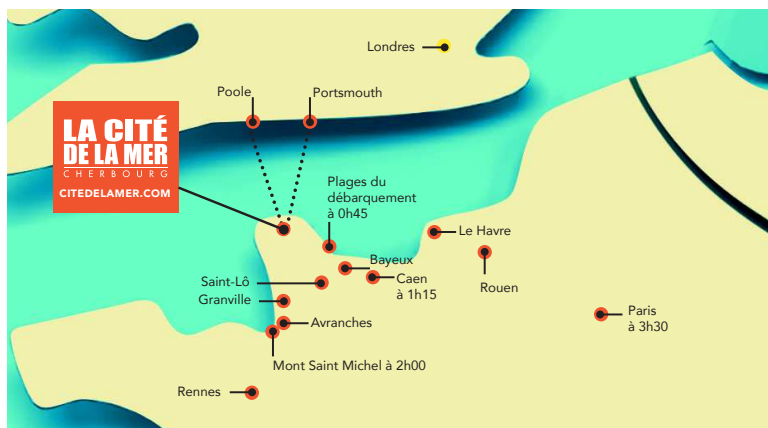 Londres
Poole
Portsmouth
LA CITÉ
DE LA MER
CHERBOURG
CITEDELAMER.COM
Plages du
débarquement
à 0h45
Le Havre
Bayeux
Saint-Lô
Caen
à 1h15
Rouen
Granville
Paris
à 3h30
Avranches
Mont Saint Michel à 2h00
Rennes